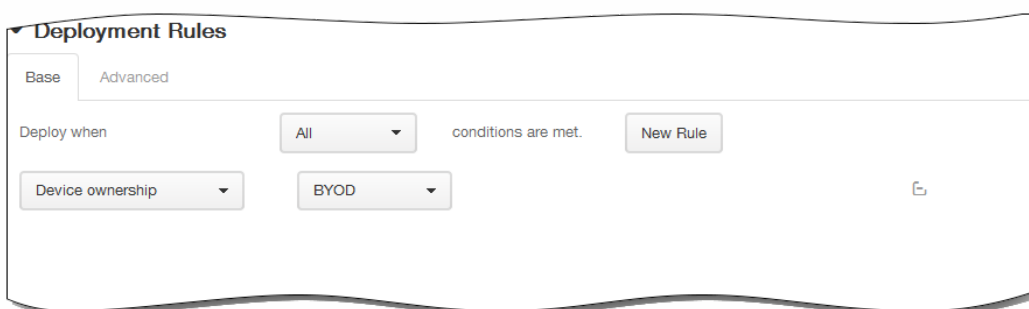 Deployment Rules
Base Advanced
Deploy when All conditions are met. New Rule
Device ownership BYOD